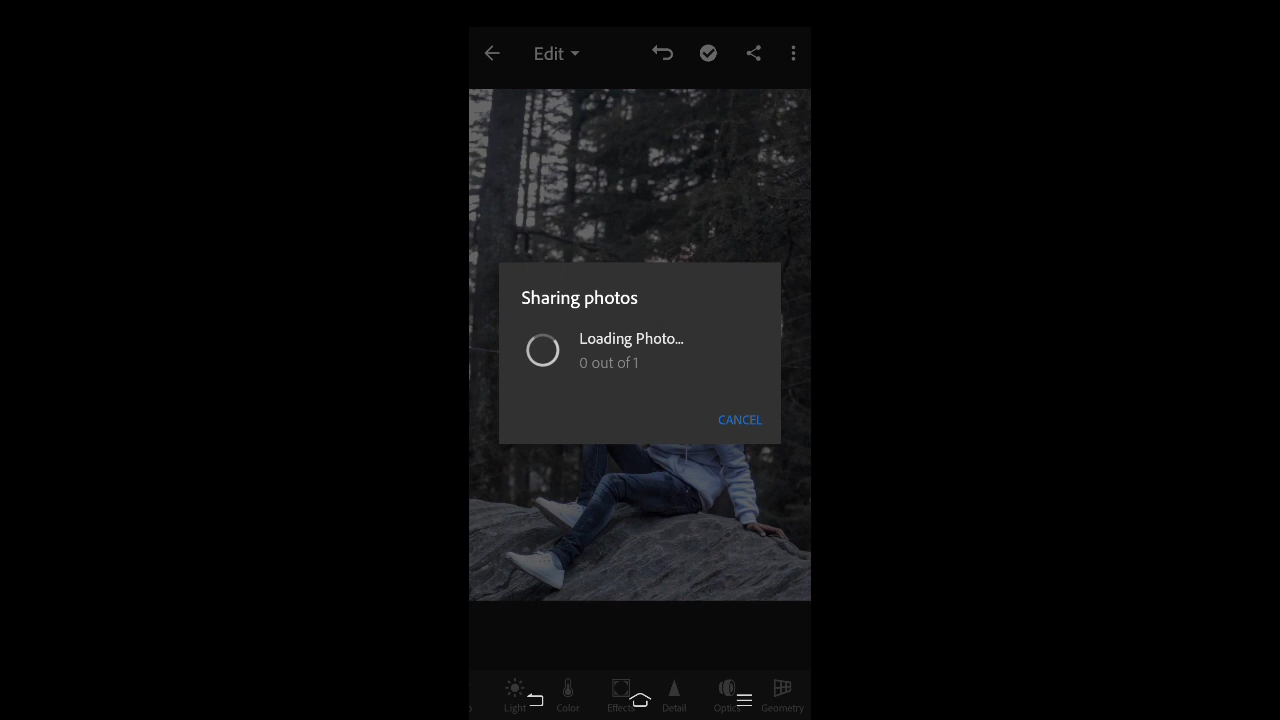 Edit
Sharing photos
Loading Photo...
0 out of 1
CANCEL
Light Color Effects Detail Optics Geometry